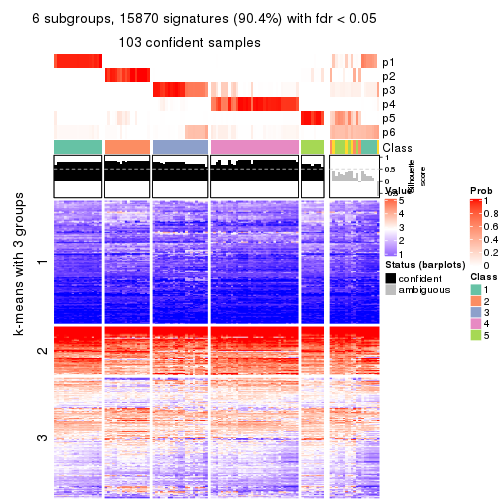 6 subgroups, 15870 signatures (90.4%) with fdr < 0.05
103 confident samples
p1
p2
p3
p4
p5
p6
Class
1
0.5
0
Silhouette
score
k-means with 3 groups
1
2
3
Value
5
4
3
2
1
Status (barplots)
confident
ambiguous
Prob
1
0.8
0.6
0.4
0.2
0
Class
1
2
3
4
5